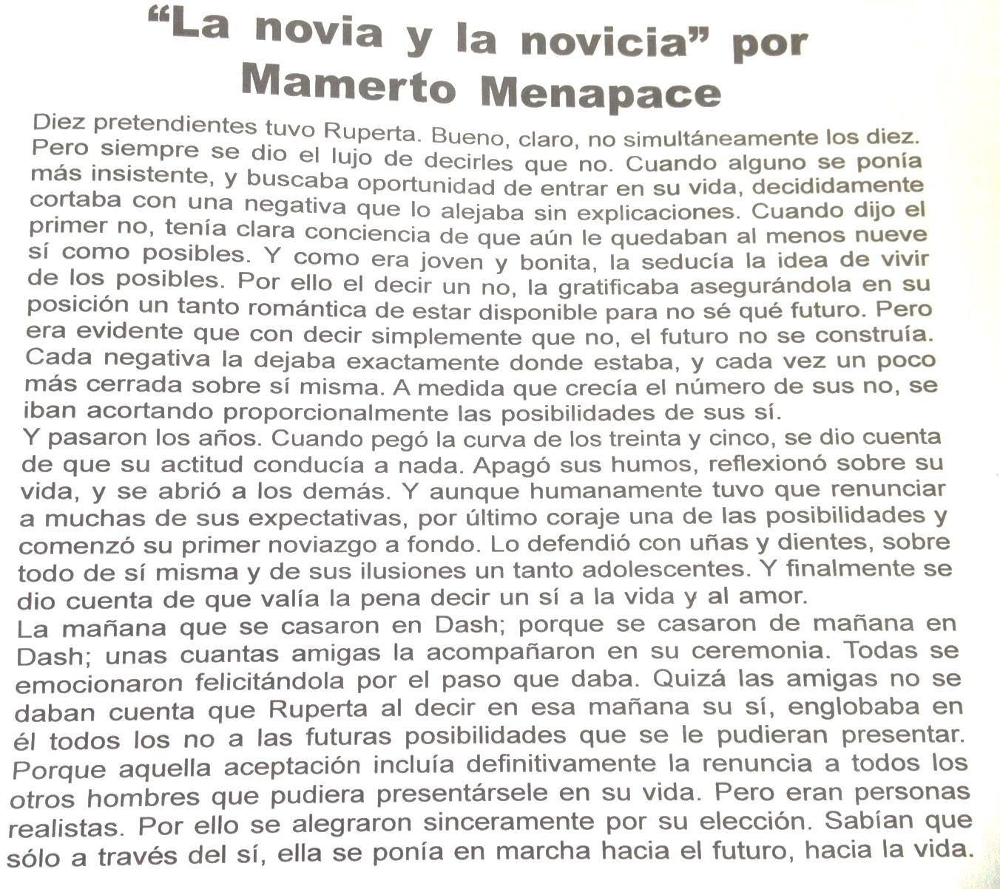 “La novia y la novicia” por
Mamerto Menapace
Diez pretendientes tuvo Ruperta. Bueno, claro, no simultáneamente los diez.
Pero siempre se dio el lujo de decirles que no. Cuando alguno se ponía
más insistente, y buscaba oportunidad de entrar en su vida, decididamente
cortaba con una negativa que lo alejaba sin explicaciones. Cuando dijo el
primer no, tenía clara conciencia de que aún le quedaban al menos nueve
sí como posibles. Y como era joven y bonita, la seducía la idea de vivir
de los posibles. Por ello el decir un no, la gratificaba asegurándola en su
posición un tanto romántica de estar disponible para no sé qué futuro. Pero
era evidente que con decir simplemente que no, el futuro no se construía.
Cada negativa la dejaba exactamente donde estaba, y cada vez un poco
más cerrada sobre sí misma. A medida que crecía el número de sus no, se
iban acortando proporcionalmente las posibilidades de sus sí.
Y pasaron los años. Cuando pegó la curva de los treinta y cinco, se dio cuenta
de que su actitud conducía a nada. Apagó sus humos, reflexionó sobre su
vida, y se abrió a los demás. Y aunque humanamente tuvo que renunciar
a muchas de sus expectativas, por último coraje una de las posibilidades y
comenzó su primer noviazgo a fondo. Lo defendió con uñas y dientes, sobre
todo de sí misma y de sus ilusiones un tanto adolescentes. Y finalmente se
dio cuenta de que valía la pena decir un sí a la vida y al amor.
La mañana que se casaron en Dash; porque se casaron de mañana en
Dash; unas cuantas amigas la acompañaron en su ceremonia. Todas se
emocionaron felicitándola por el paso que daba. Quizá las amigas no se
daban cuenta que Ruperta al decir en esa mañana su sí, englobaba en
él todos los no a las futuras posibilidades que se le pudieran presentar.
Porque aquella aceptación incluía definitivamente la renuncia a todos los
otros hombres que pudiera presentársele en su vida. Pero eran personas
realistas. Por ello se alegraron sinceramente por su elección. Sabían que
sólo a través del sí, ella se ponía en marcha hacia el futuro, hacia la vida.